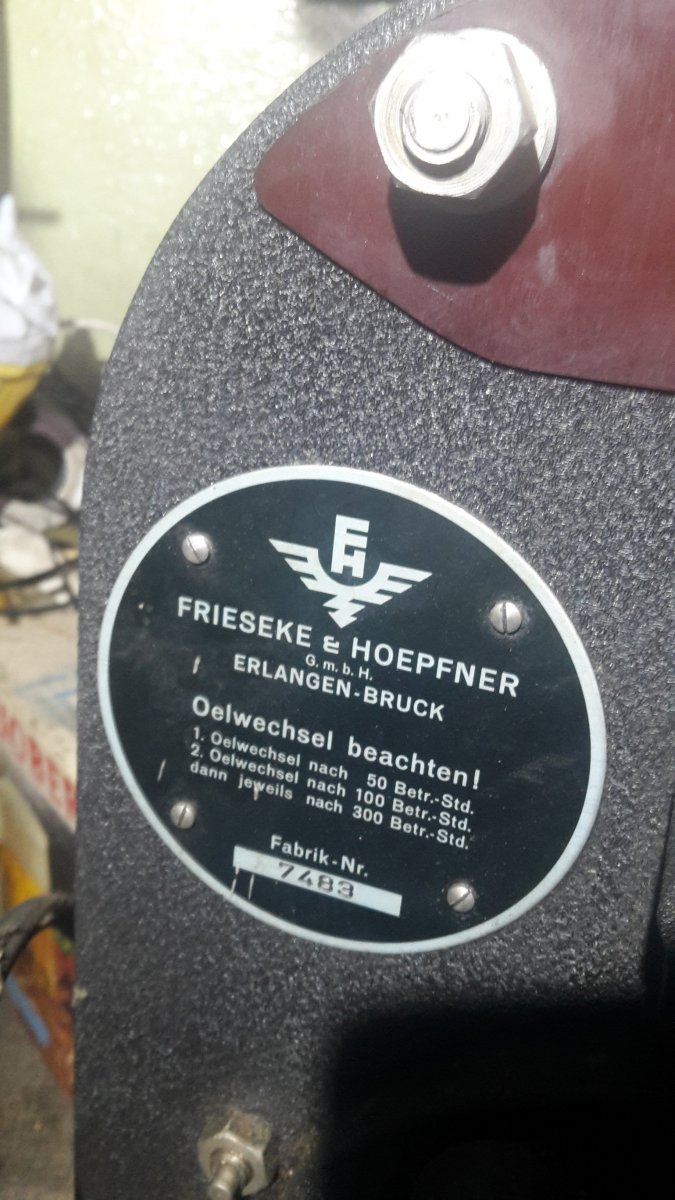 FH
FRIESEKE & HOEPFNER
G.m.b.H.
ERLANGEN-BRUCK
Oelwechsel beachten!
1. Oelwechsel nach 50 Betr.-Std.
2. Oelwechsel nach 100 Betr.-Std.
dann jeweils nach 300 Betr.-Std.
Fabrik-Nr.
7483